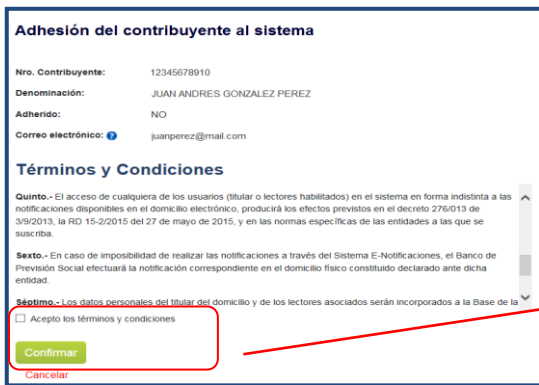 Adhesión del contribuyente al sistema
Nro. Contribuyente: 12345678910
Denominación: JUAN ANDRES GONZALEZ PEREZ
Adherido: NO
Correo electrónico: ? juanperez@mail.com
Términos y Condiciones
Quinto.- El acceso de cualquiera de los usuarios (titular o lectores habilitados) en el sistema en forma indistinta a las
notificaciones disponibles en el domicilio electrónico, producirá los efectos previstos en el decreto 276/013 de
3/9/2013, la RD 15-2/2015 del 27 de mayo de 2015, y en las normas específicas de las entidades a las que se
suscriba.
Sexto.- En caso de imposibilidad de realizar las notificaciones a través del Sistema E-Notificaciones, el Banco de
Previsión Social efectuará la notificación correspondiente en el domicilio físico constituido declarado ante dicha
entidad.
Séptimo.- Los datos personales del titular del domicilio y de los lectores asociados serán incorporados a la Base de la
Acepto los términos y condiciones
Confirmar
Cancelar